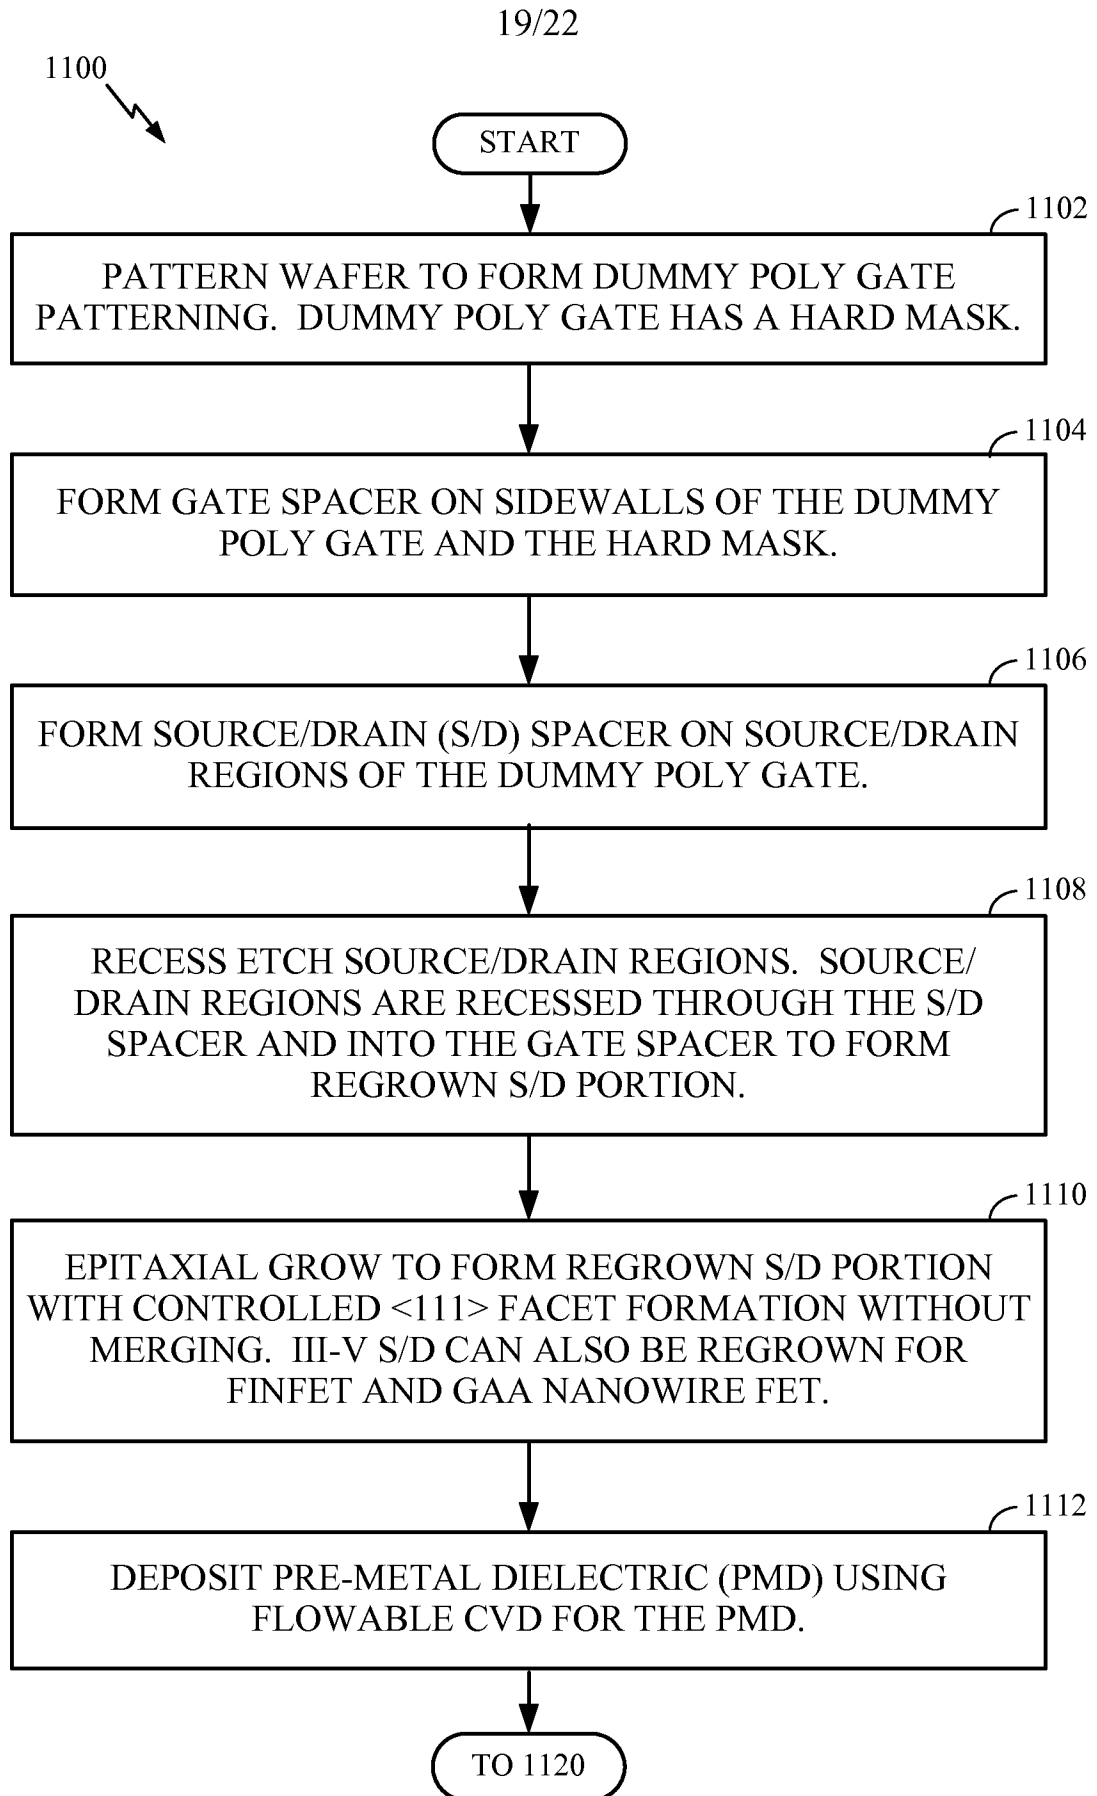 19/22
1100
START
1102
PATTERN WAFER TO FORM DUMMY POLY GATE
PATTERNING.  DUMMY POLY GATE HAS A HARD MASK.
1104
FORM GATE SPACER ON SIDEWALLS OF THE DUMMY
POLY GATE AND THE HARD MASK.
1106
FORM SOURCE/DRAIN (S/D) SPACER ON SOURCE/DRAIN
REGIONS OF THE DUMMY POLY GATE.
1108
RECESS ETCH SOURCE/DRAIN REGIONS.  SOURCE/
DRAIN REGIONS ARE RECESSED THROUGH THE S/D
SPACER AND INTO THE GATE SPACER TO FORM
REGROWN S/D PORTION.
1110
EPITAXIAL GROW TO FORM REGROWN S/D PORTION
WITH CONTROLLED <111> FACET FORMATION WITHOUT
MERGING.  III-V S/D CAN ALSO BE REGROWN FOR
FINFET AND GAA NANOWIRE FET.
1112
DEPOSIT PRE-METAL DIELECTRIC (PMD) USING
FLOWABLE CVD FOR THE PMD.
TO 1120